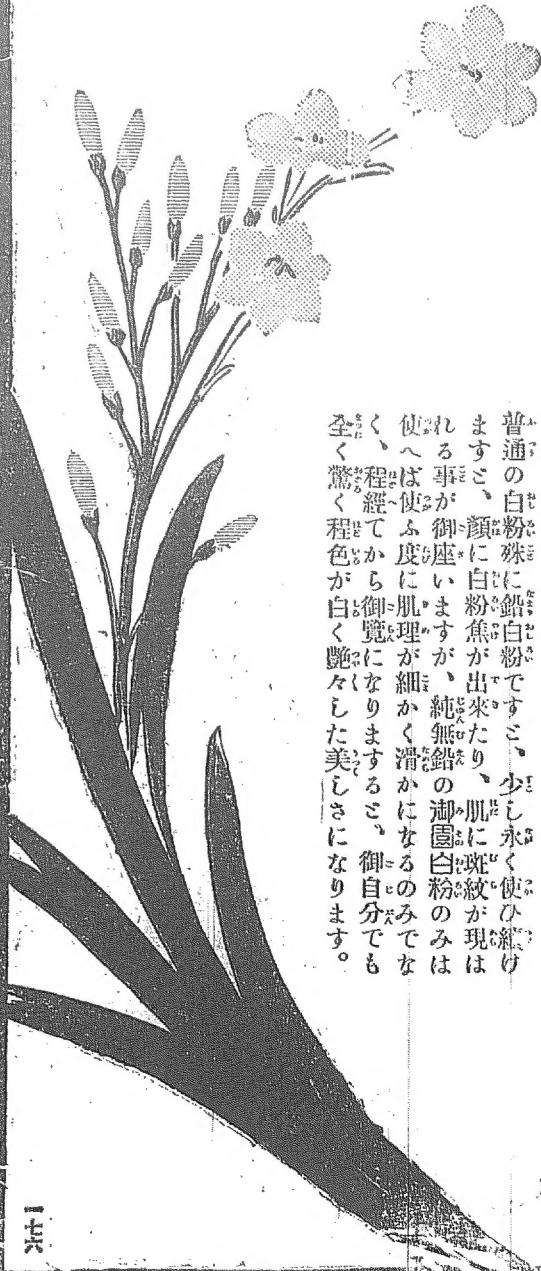 普通の白粉殊に鉛白粉ですと、少し永く使ひ續け
ますと、顏に白粉焦が出來たり、肌に斑紋が現は
れる事が御座いますが、純無鉛の御園白粉のみは
使へば使ふ度に肌理が細かく滑かになるのみでな
く、程經てから御覽になりますると、御自分でも
全く驚く程色が白く艷々した美しさになります。
一七六